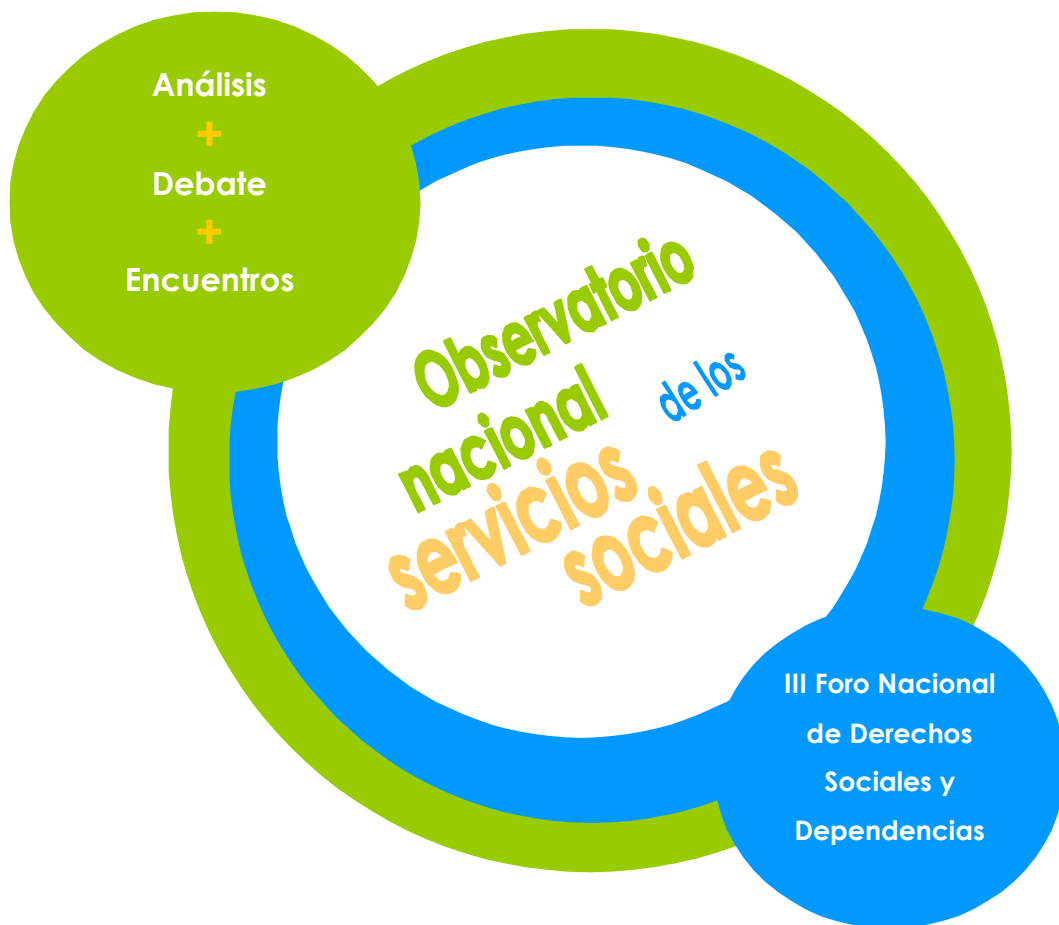 Análisis
+
Debate
+
Encuentros
Observatorio
nacional de los
servicios
sociales
III Foro Nacional
de Derechos
Sociales y
Dependencias